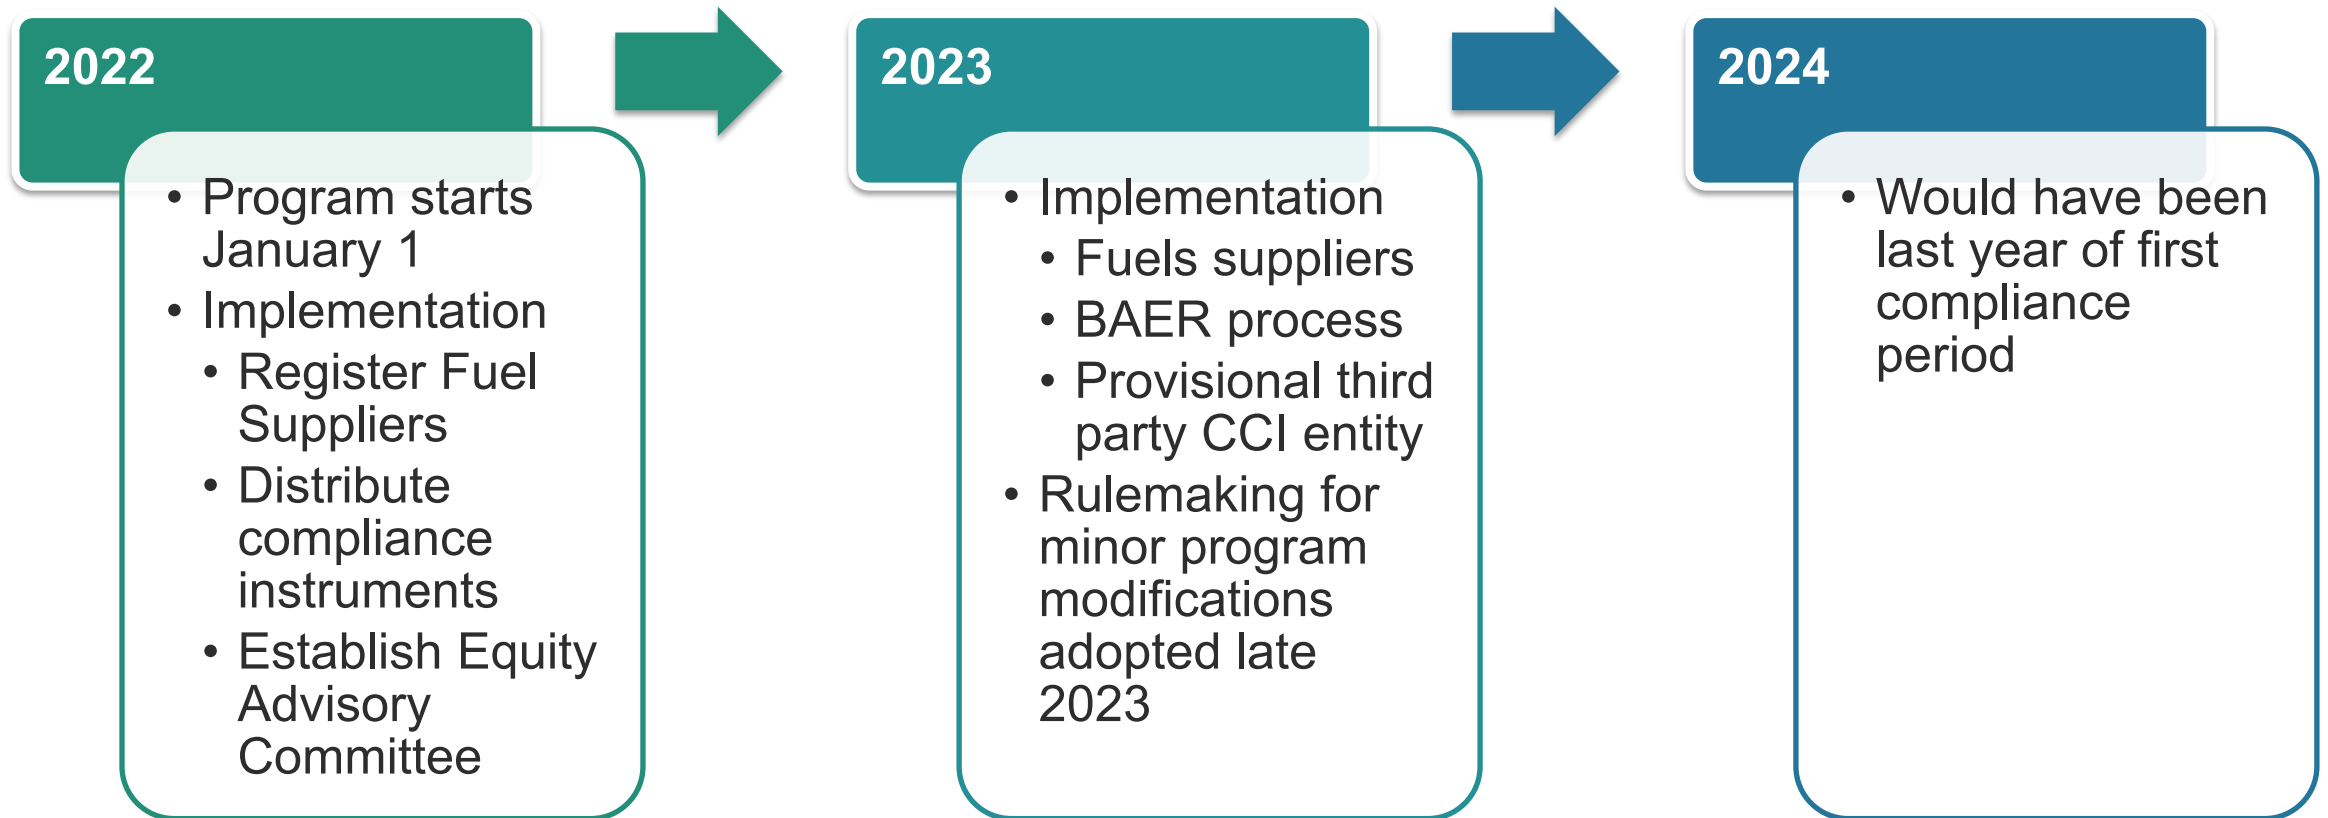 2022
• Program starts
January 1
• Implementation
• Register Fuel
Suppliers
• Distribute
compliance
instruments
• Establish Equity
Advisory
Committee
2023
• Implementation
• Fuels suppliers
• BAER process
• Provisional third
party CCI entity
• Rulemaking for
minor program
modifications
adopted late
2023
2024
• Would have been
last year of first
compliance
period